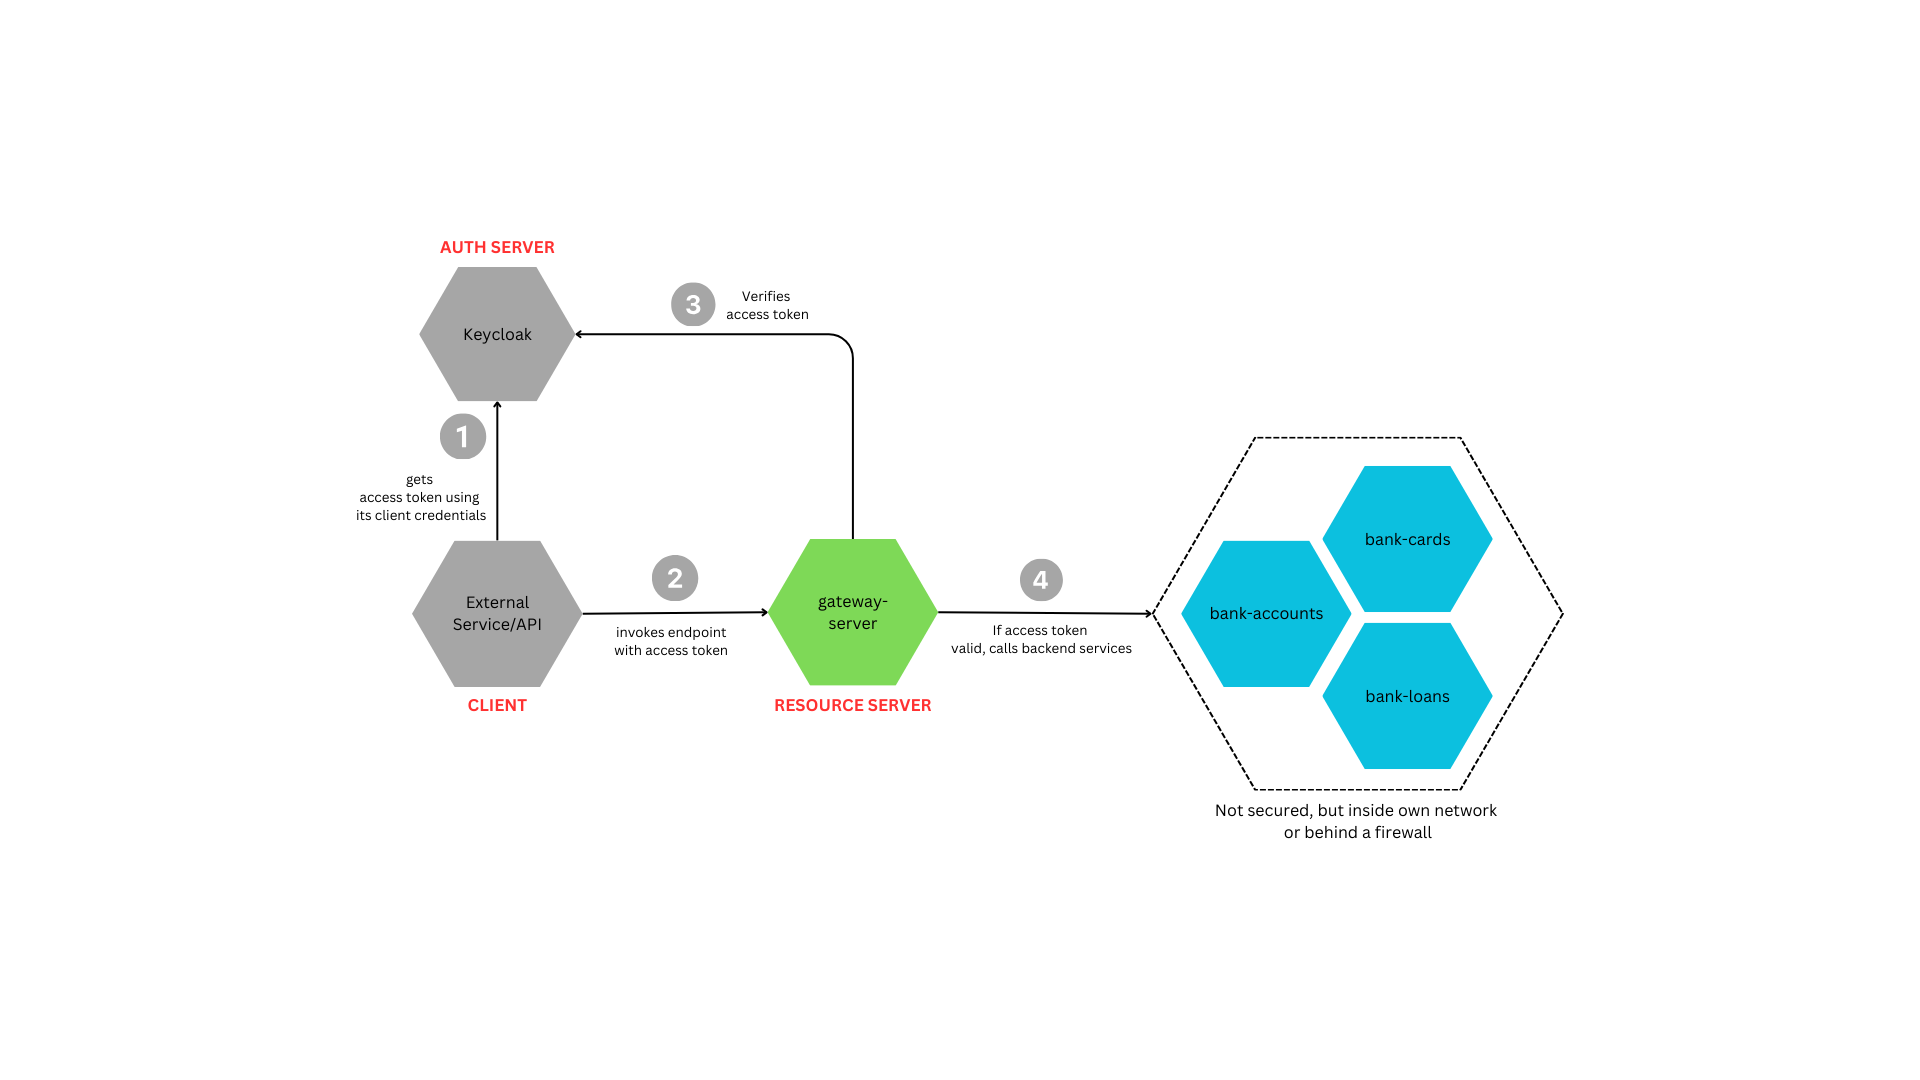 AUTH SERVER
Keycloak
3
Verifies
access token
1
gets
access token using
its client credentials
External
Service/API
CLIENT
2
invokes endpoint
with access token
gateway-
server
RESOURCE SERVER
4
If access token
valid, calls backend services
bank-cards
bank-accounts
bank-loans
Not secured, but inside own network
or behind a firewall